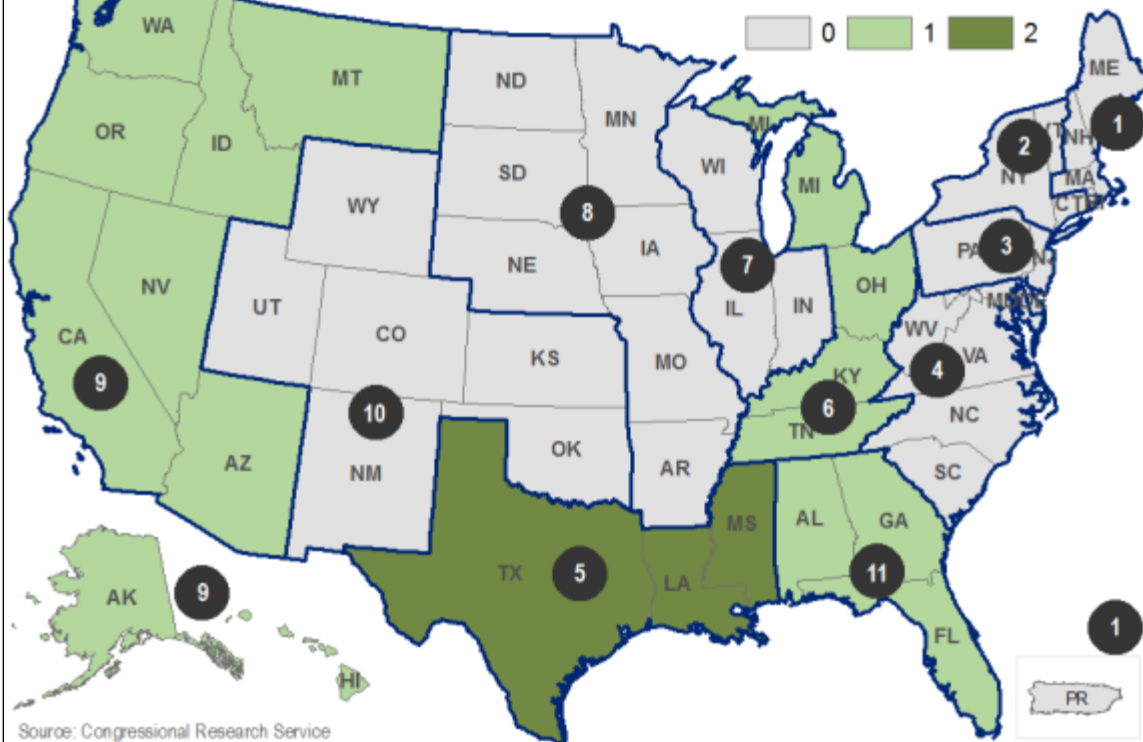 0 1 2
WA
MT
ND
MN
ME
OR
ID
SD
WI
MI
MI
NH
1
2
NY
MA
WY
8
CT
NV
NE
IA
7
PA
3
UT
CO
IL
IN
OH
CA
WV
VA
KS
MO
4
9
KY
10
6
NC
TN
AZ
NM
OK
AR
SC
MS
AL
GA
TX
5
LA
11
AK
9
FL
1
HI
PR
Source: Congressional Research Service